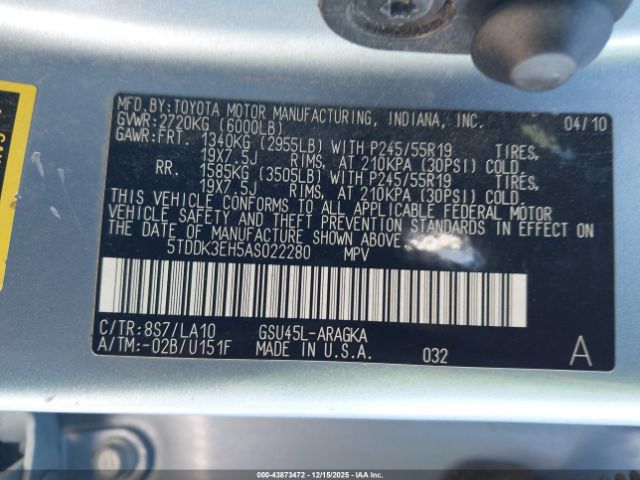 MFD.BY:TOYOTA MOTOR MANUFACTURING, INDIANA, INC. 04/10
GVWR:2720KG (6000LB)
GAWR:FRT. 1340KG (2955LB) WITH P245/55R19 TIRES,
19X7.5J RIMS, AT 210KPA (30PSI) COLD.
RR. 1585KG (3505LB) WITH P245/55R19 TIRES,
19X7.5J RIMS, AT 210KPA (30PSI) COLD.
THIS VEHICLE CONFORMS TO ALL APPLICABLE FEDERAL MOTOR
VEHICLE SAFETY AND THEFT PREVENTION STANDARDS IN EFFECT ON
THE DATE OF MANUFACTURE SHOWN ABOVE.
5TDDK3EH5AS022280 MPV
C/TR:8S7/LA10 GSU45L-ARAGKA
A/TM:-02B/U151F MADE IN U.S.A. 032 A
000-43873472 - 12/15/2025 - IAAI